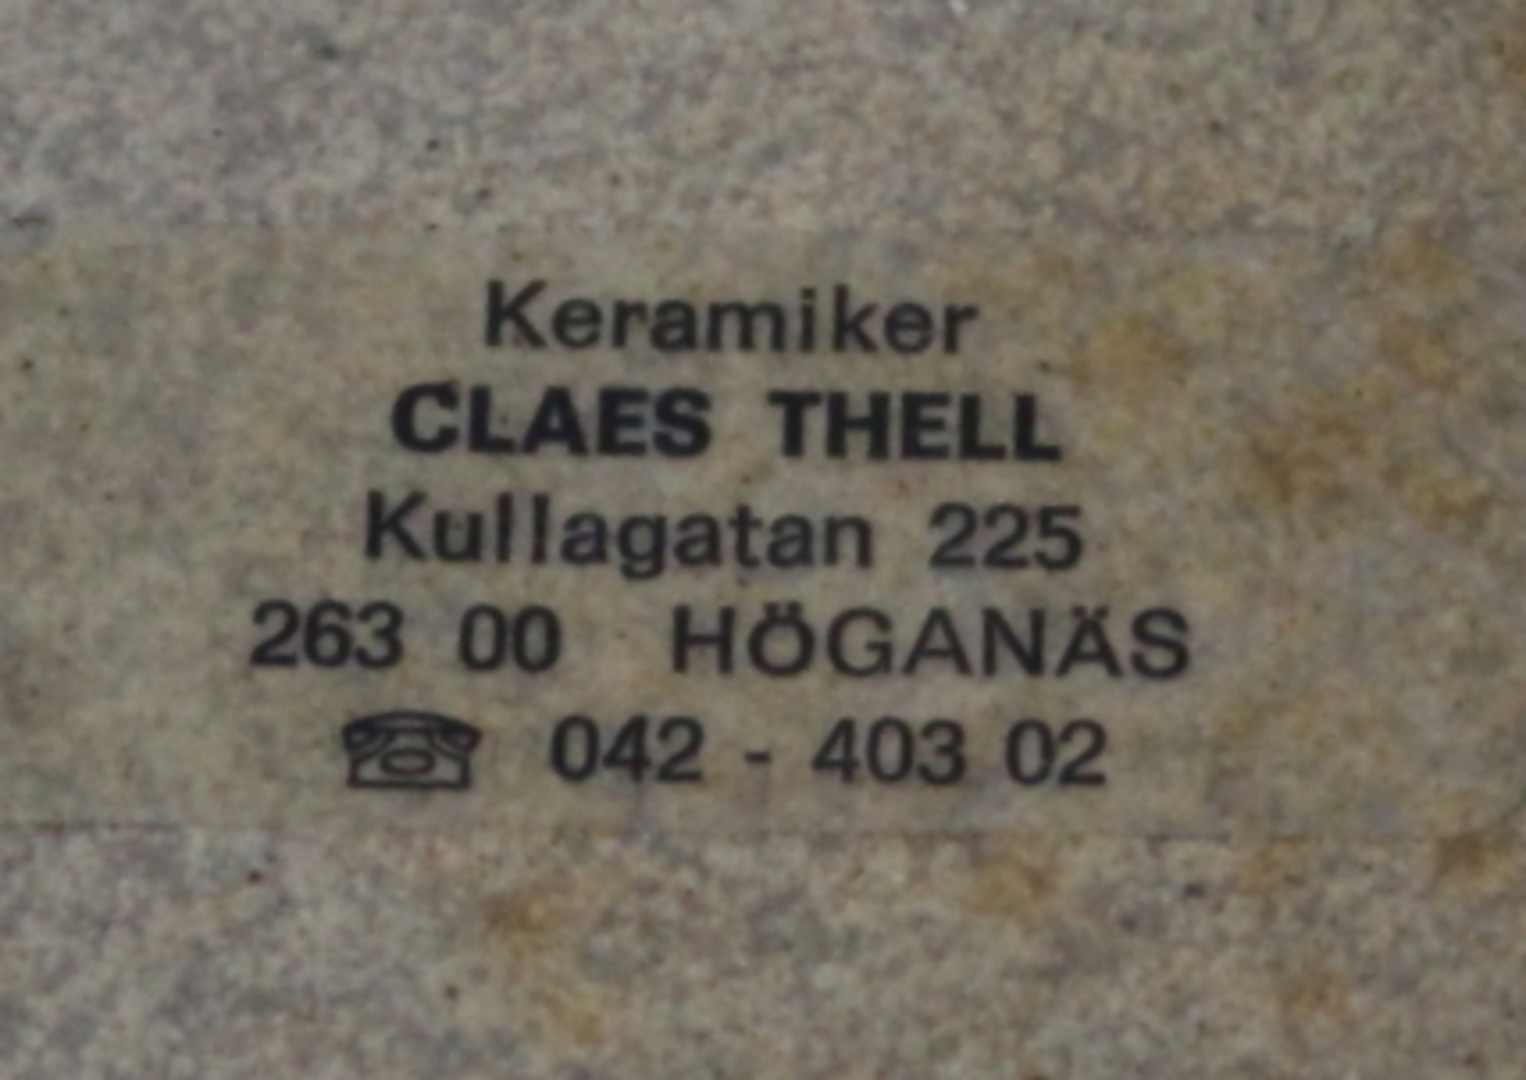 Keramiker
CLAES THELL
Kullagatan 225
263 00 HÖGANÄS
☎ 042 - 403 02